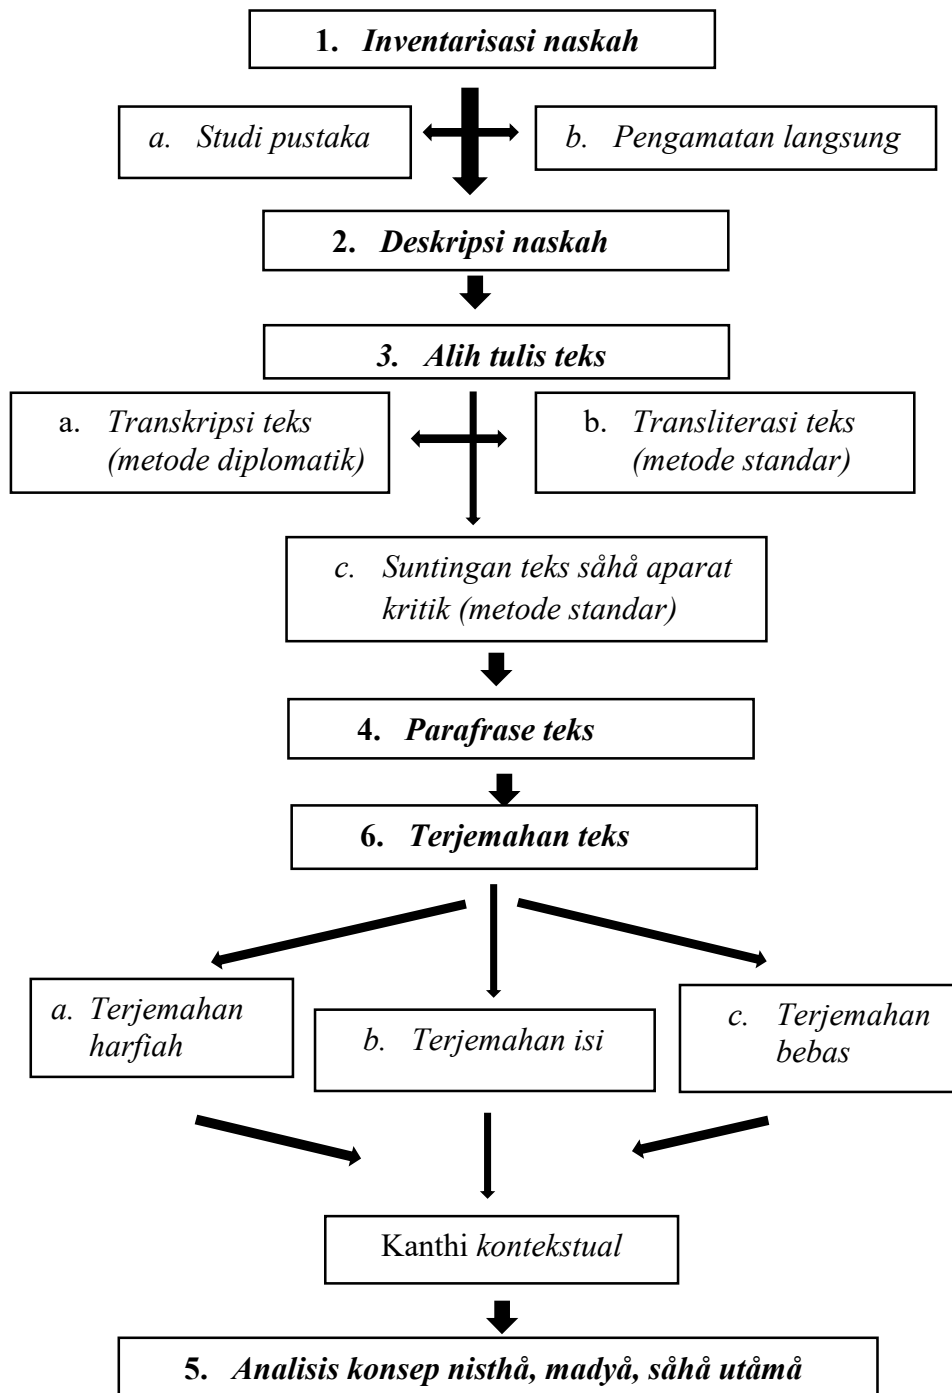 1. Inventarisasi naskah
a. Studi pustaka
b. Pengamatan langsung
2. Deskripsi naskah
3. Alih tulis teks
a. Transkripsi teks
(metode diplomatik)
b. Transliterasi teks
(metode standar)
c. Suntingan teks såhå aparat
kritik (metode standar)
4. Parafrase teks
6. Terjemahan teks
a. Terjemahan
harfiah
b. Terjemahan isi
c. Terjemahan
bebas
Kanthi kontekstual
5. Analisis konsep nisthå, madyå, såhå utåmå